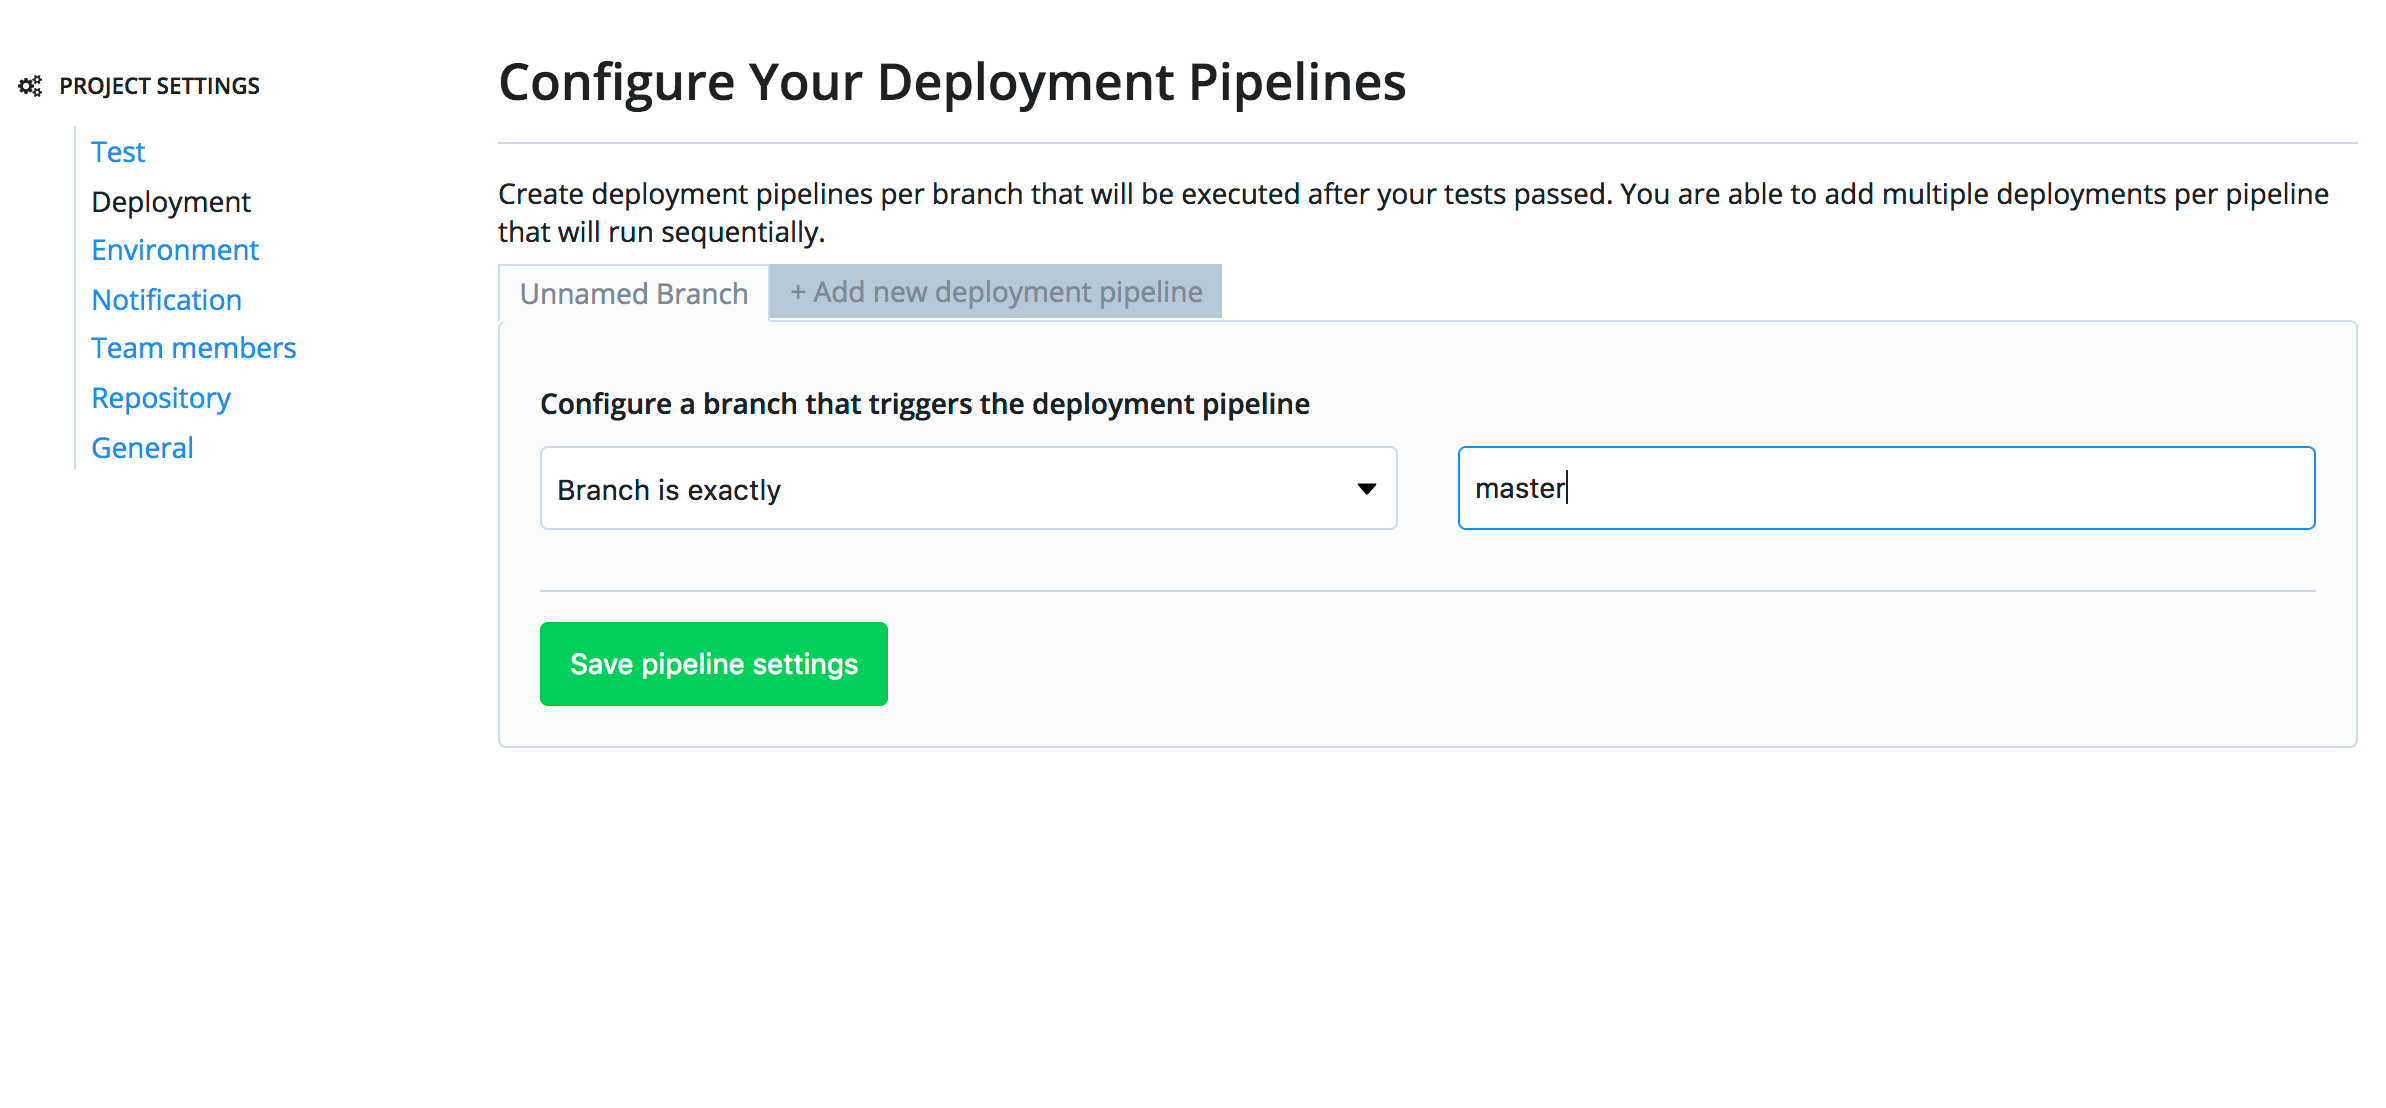 PROJECT SETTINGS
Test
Deployment
Environment
Notification
Team members
Repository
General
Configure Your Deployment Pipelines
Create deployment pipelines per branch that will be executed after your tests passed. You are able to add multiple deployments per pipeline
that will run sequentially.
Unnamed Branch
+ Add new deployment pipeline
Configure a branch that triggers the deployment pipeline
Branch is exactly
master
Save pipeline settings